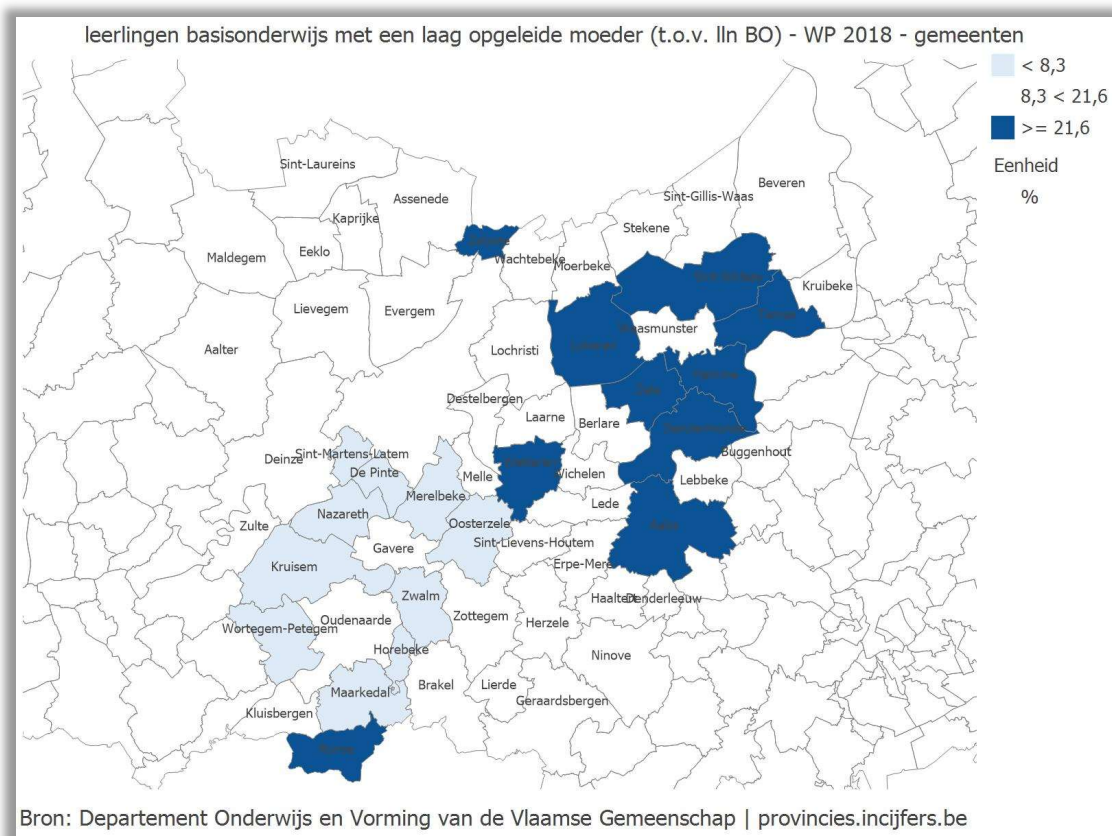 leerlingen basisonderwijs met een laag opgeleide moeder (t.o.v. lln BO) - WP 2018 - gemeenten
< 8,3
8,3 < 21,6
>= 21,6
Eenheid
%
Sint-Laureins
Assenede
Kaprijke
Eeklo
Maldegem
Lievegem
Evergem
Aalter
Wachtebeke
Moerbeke
Stekene
Sint-Gillis-Waas
Beveren
Kruibeke
Lochristi
Destelbergen
Laarne
Berlare
Buggenhout
Lebbeke
Deinze
Sint-Martens-Latem
De Pinte
Melle
Merelbeke
Nazareth
Oosterzele
Lede
Zulte
Gavere
Sint-Lievens-Houtem
Erpe-Mere
Kruisem
Zwalm
Haaltert
Denderleeuw
Oudenaarde
Zottegem
Herzele
Wortegem-Petegem
Horebeke
Ninove
Maarkedal
Brakel
Lierde
Geraardsbergen
Kluisbergen
Bron: Departement Onderwijs en Vorming van de Vlaamse Gemeenschap | provincies.incijfers.be